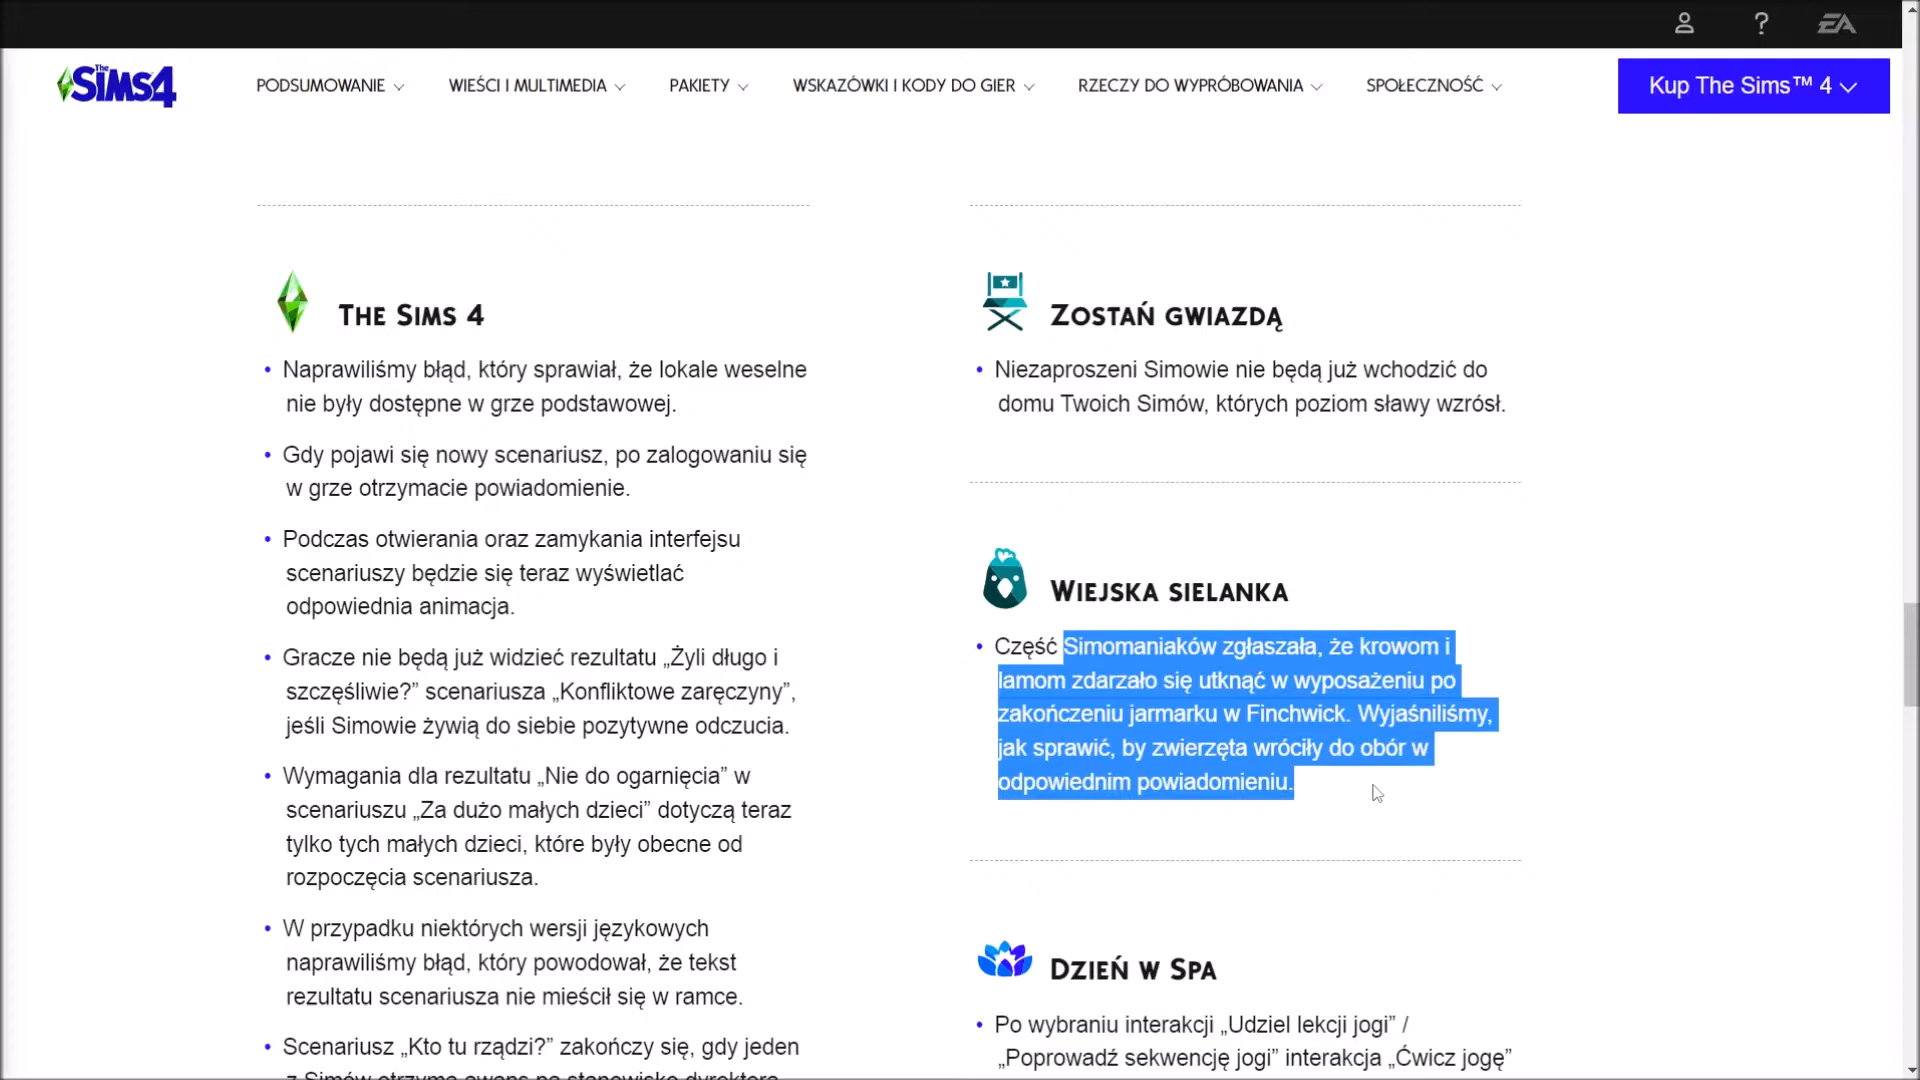 The Sims 4
PODSUMOWANIE
WIEŚCI I MULTIMEDIA
PAKIETY
WSKAZÓWKI I KODY DO GIER
RZECZY DO WYPRÓBOWANIA
SPOŁECZNOŚĆ
Kup The Sims™ 4
?
EA
The Sims 4
• Naprawiliśmy błąd, który sprawiał, że lokale weselne
nie były dostępne w grze podstawowej.
• Gdy pojawi się nowy scenariusz, po zalogowaniu się
w grze otrzymacie powiadomienie.
• Podczas otwierania oraz zamykania interfejsu
scenariuszy będzie się teraz wyświetlać
odpowiednia animacja.
• Gracze nie będą już widzieć rezultatu „Żyli długo i
szczęśliwie?” scenariusza „Konfliktowe zaręczyny”,
jeśli Simowie żywią do siebie pozytywne odczucia.
• Wymagania dla rezultatu „Nie do ogarnięcia” w
scenariuszu „Za dużo małych dzieci” dotyczą teraz
tylko tych małych dzieci, które były obecne od
rozpoczęcia scenariusza.
• W przypadku niektórych wersji językowych
naprawiliśmy błąd, który powodował, że tekst
rezultatu scenariusza nie mieścił się w ramce.
• Scenariusz „Kto tu rządzi?” zakończy się, gdy jeden
z Simów otrzyma awans na stanowisko dyrektora
Zostań gwiazdą
• Niezaproszeni Simowie nie będą już wchodzić do
domu Twoich Simów, których poziom sławy wzrósł.
Wiejska sielanka
• Część Simomaniaków zgłaszała, że krowom i
lamom zdarzało się utknąć w wyposażeniu po
zakończeniu jarmarku w Finchwick. Wyjaśniliśmy,
jak sprawić, by zwierzęta wróciły do obór w
odpowiednim powiadomieniu.
Dzień w Spa
• Po wybraniu interakcji „Udziel lekcji jogi” /
„Poprowadź sekwencję jogi” interakcja „Ćwicz jogę”